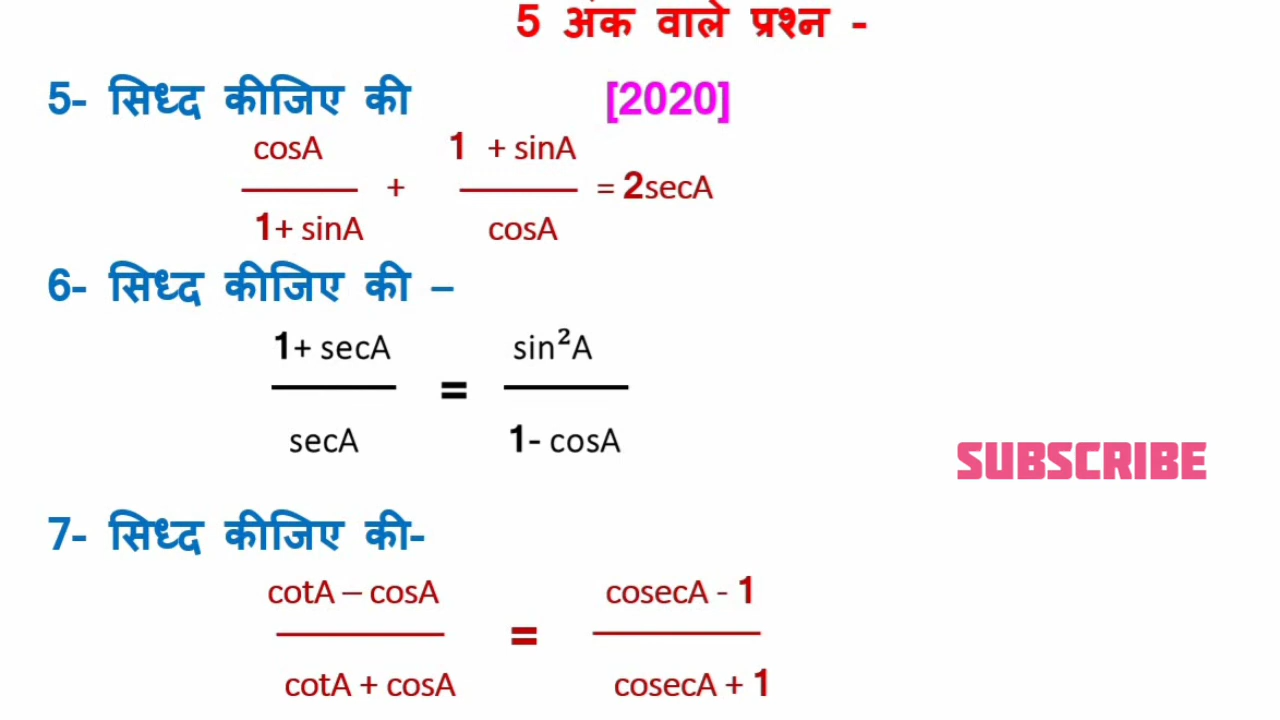 5 अंक वाले प्रश्न -
5- सिध्द कीजिए की [2020]
cosA 1 + sinA
+ = 2secA
1+ sinA cosA
6- सिध्द कीजिए की –
1+ secA sin²A
=
secA 1- cosA
SUBSCRIBE
7- सिध्द कीजिए की-
cotA – cosA cosecA - 1
=
cotA + cosA cosecA + 1